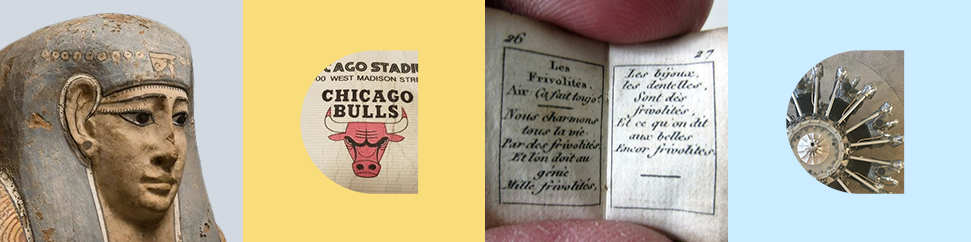 CAGO STADIU
00 WEST MADISON STRE
CHICAGO
BULLS
26
Les
Frivolités.
Air Ça fait toujo
Nous charmons
tous la vie
Par des frivolités,
Et l'on doit au
génie
Mille frivolités,
27
Les bijoux,
les dentelles,
Sont des
frivolités,
Et ce qu'on dit
aux belles
Encor frivolités.